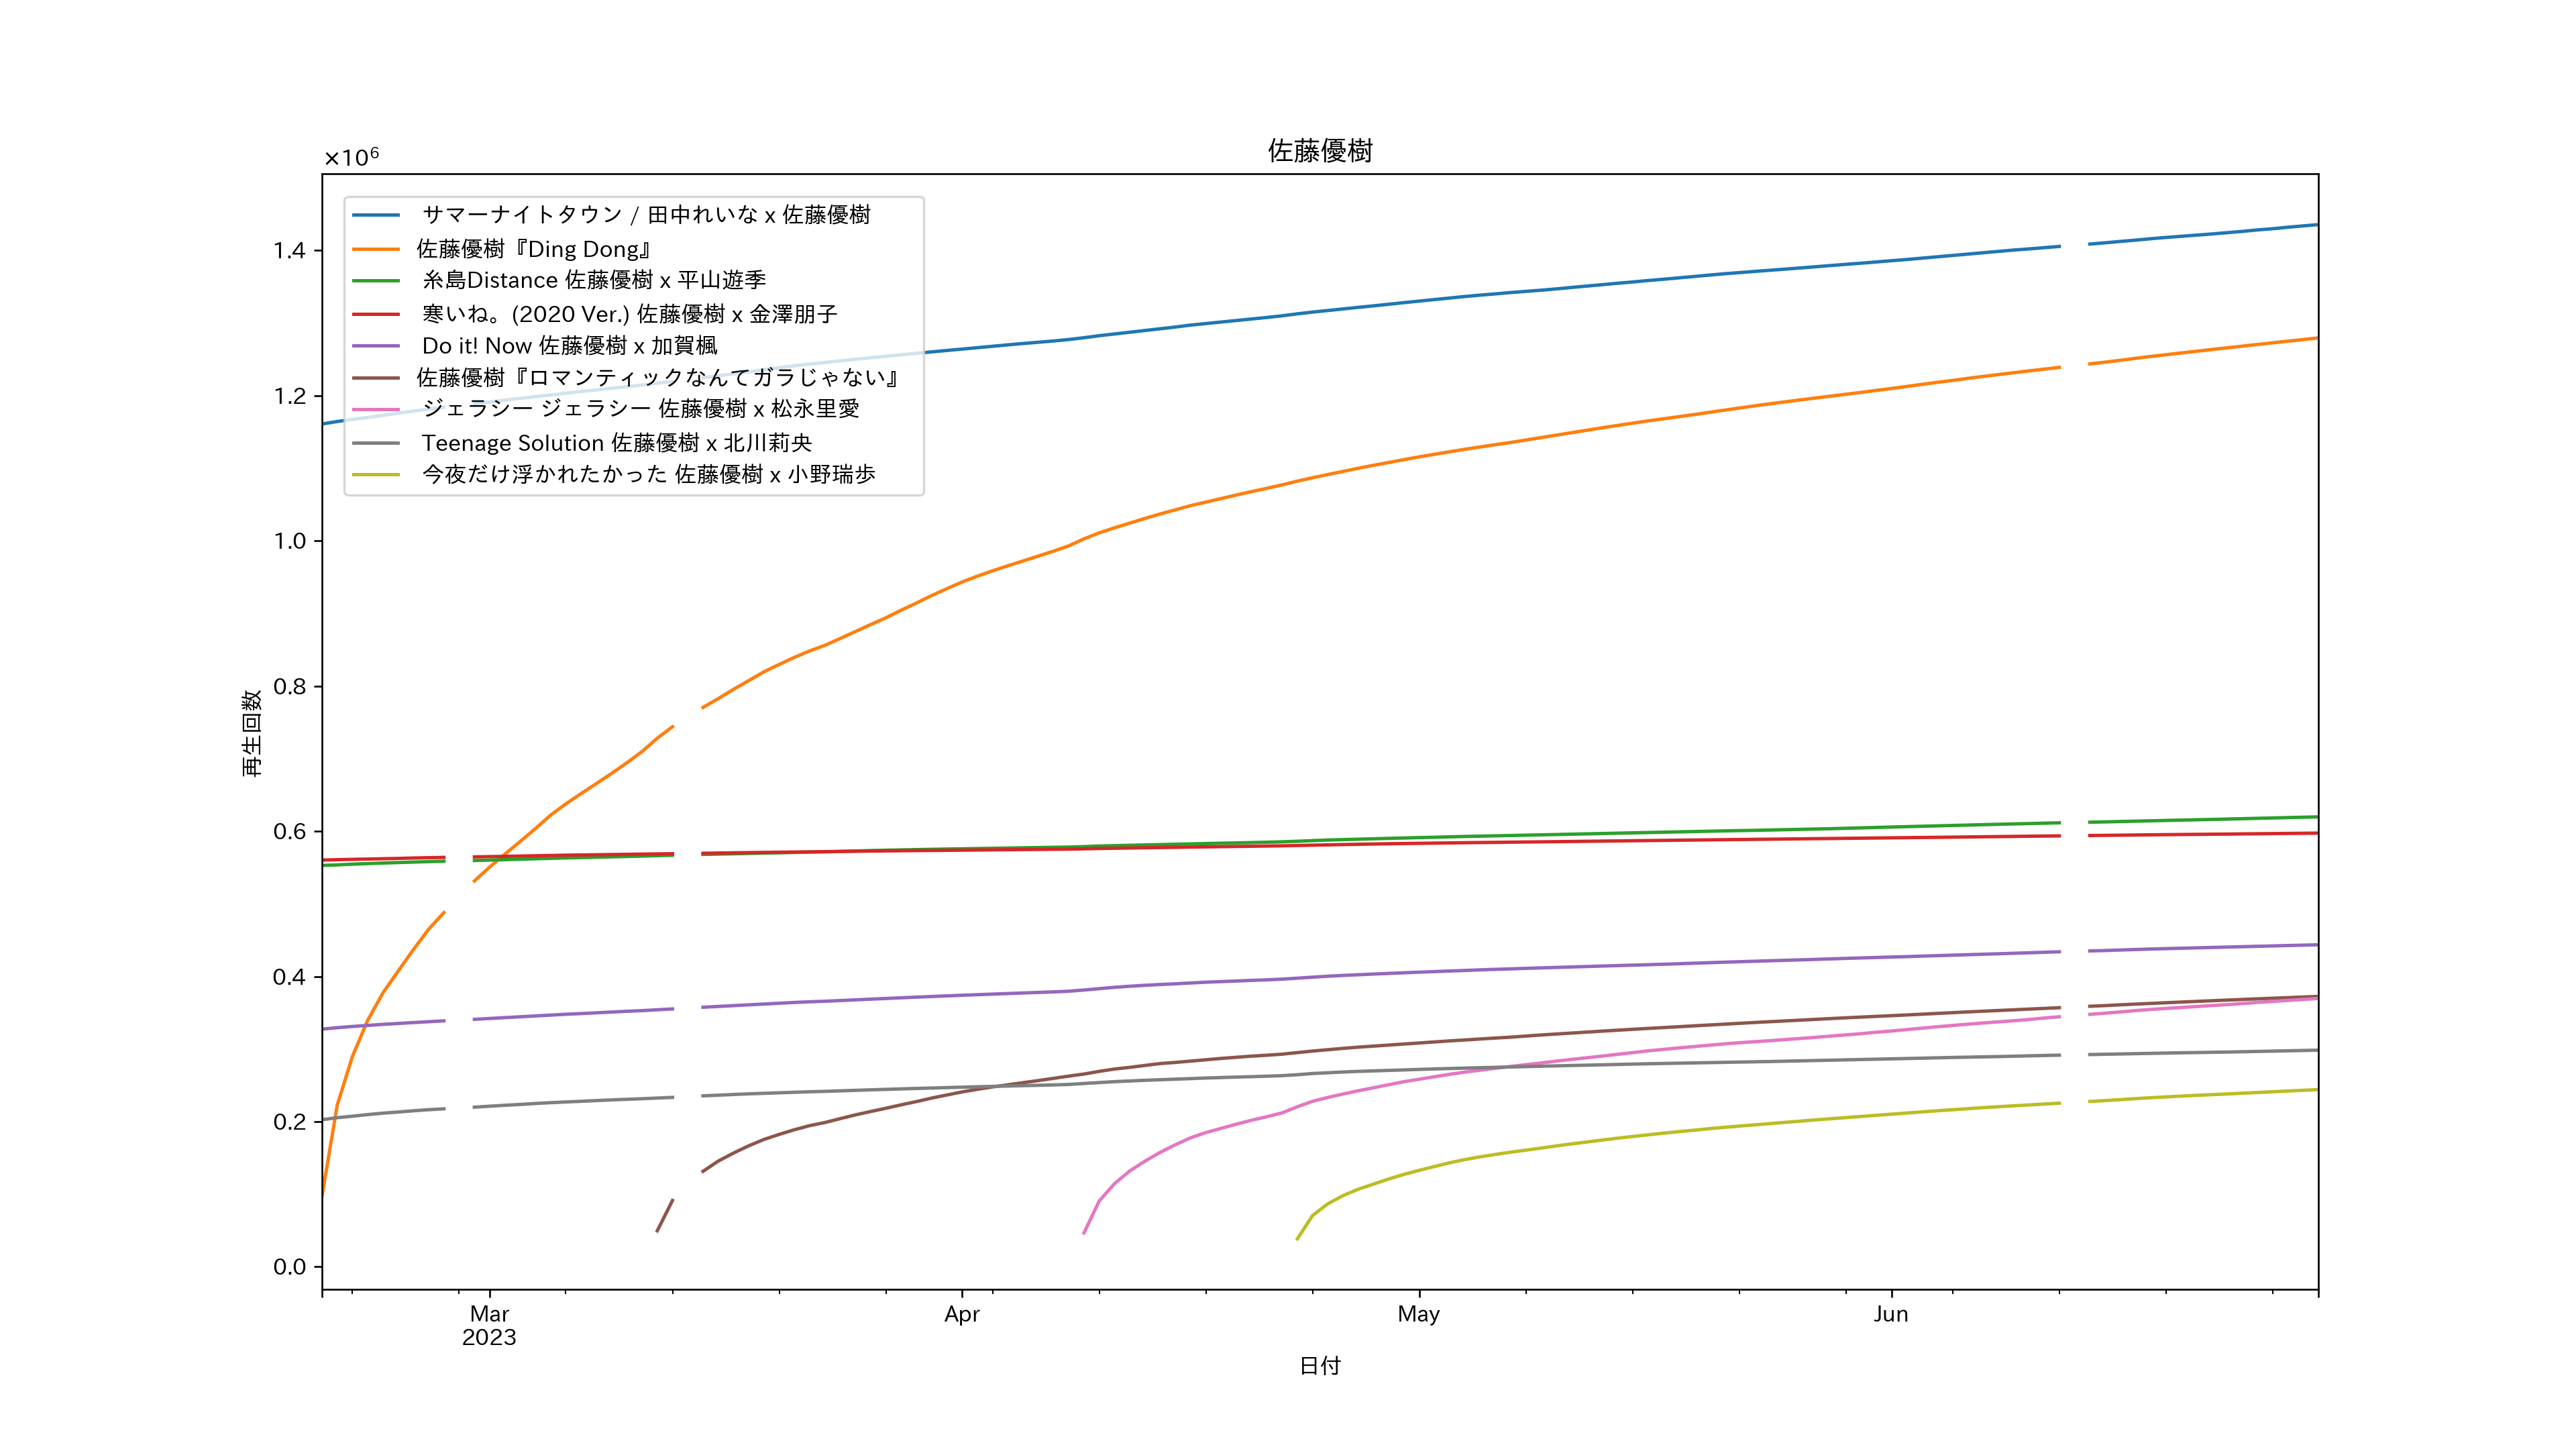 佐藤優樹
×10⁶
サマーナイトタウン / 田中れいな x 佐藤優樹
佐藤優樹『Ding Dong』
糸島Distance 佐藤優樹 x 平山遊季
寒いね。(2020 Ver.) 佐藤優樹 x 金澤朋子
Do it! Now 佐藤優樹 x 加賀楓
佐藤優樹『ロマンティックなんてガラじゃない』
ジェラシー ジェラシー 佐藤優樹 x 松永里愛
Teenage Solution 佐藤優樹 x 北川莉央
今夜だけ浮かれたかった 佐藤優樹 x 小野瑞歩
1.4
1.2
1.0
0.8
0.6
0.4
0.2
0.0
再生回数
Mar Apr May Jun
2023
日付